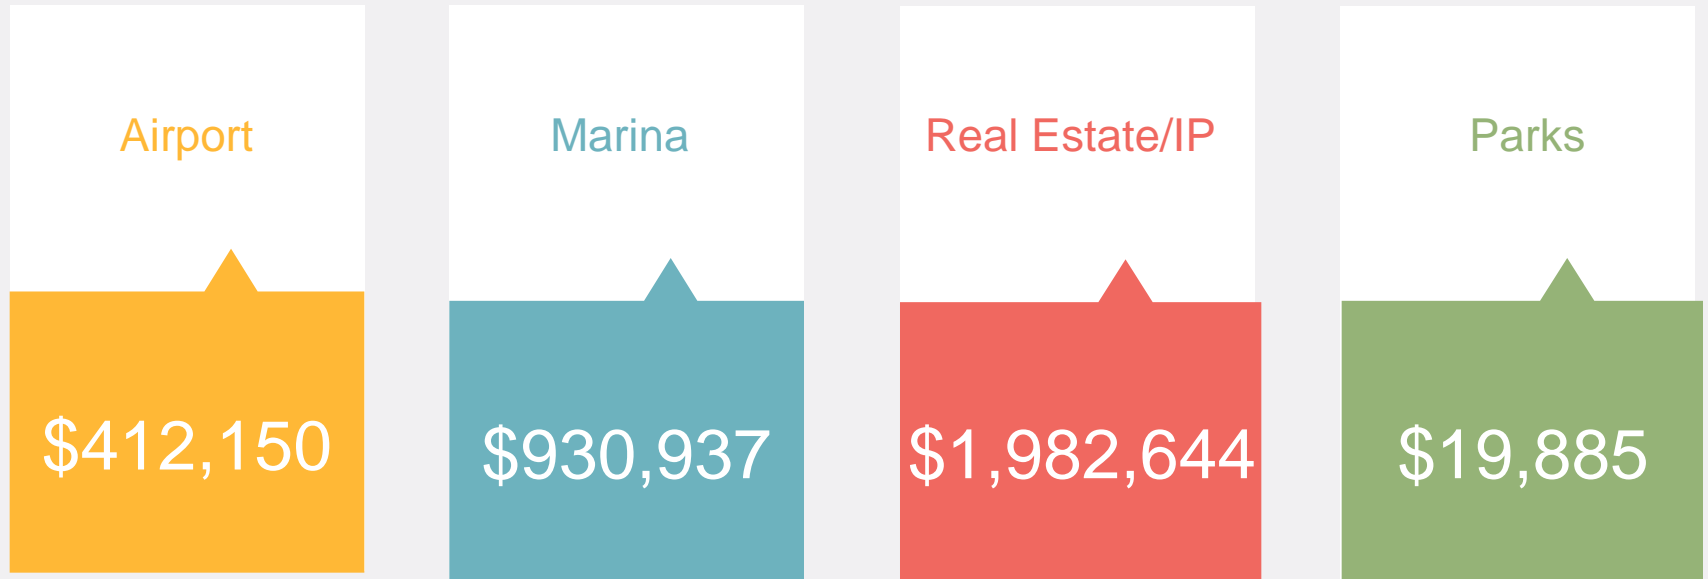 Airport
Marina
Real Estate/IP
Parks
$412,150
$930,937
$1,982,644
$19,885